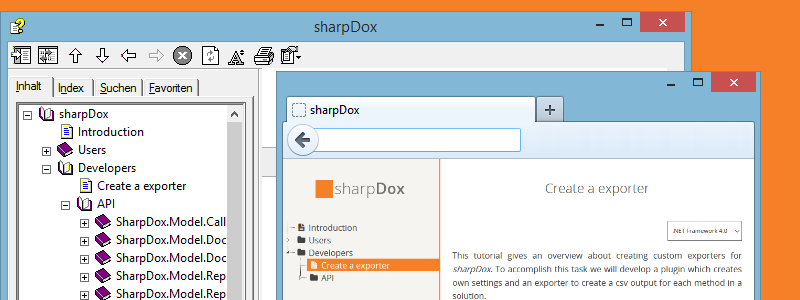 sharpDox
Inhalt Index Suchen Favoriten
sharpDox
Introduction
Users
Developers
Create a exporter
API
SharpDox.Model.Call
SharpDox.Model.Doc
SharpDox.Model.Doc
SharpDox.Model.Rep
SharpDox.Model.Rep
sharpDox
sharpDox
Introduction
Users
Developers
Create a exporter
API
Create a exporter
.NET Framework 4.0
This tutorial gives an overview about creating custom exporters for
sharpDox. To accomplish this task we will develop a plugin which creates
own settings and an exporter to create a csv output for each method in a
solution.